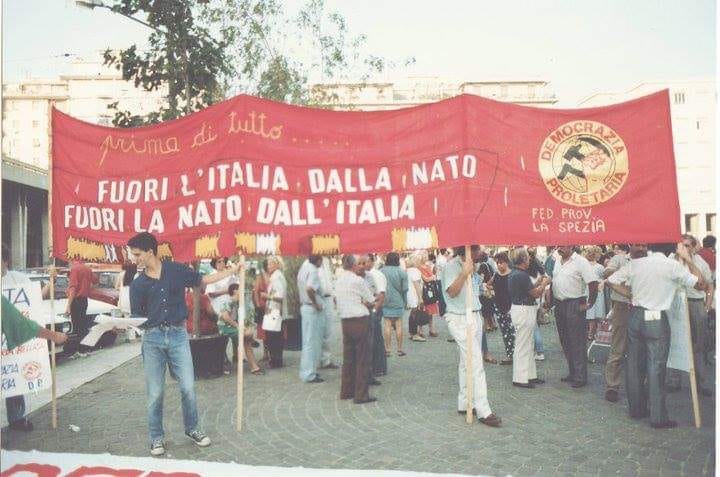 prima di tutto.........
FUORI L'ITALIA DALLA NATO
FUORI LA NATO DALL'ITALIA
DEMOCRAZIA
PROLETARIA
FED PROV.
LA SPEZIA
D P